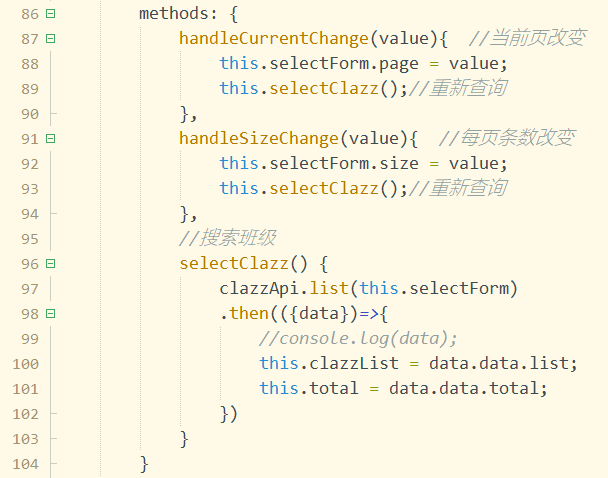 86 methods: {
87 handleCurrentChange(value){ //当前页改变
88 this.selectForm.page = value;
89 this.selectClazz();//重新查询
90 },
91 handleSizeChange(value){ //每页条数改变
92 this.selectForm.size = value;
93 this.selectClazz();//重新查询
94 },
95 //搜索班级
96 selectClazz() {
97 clazzApi.list(this.selectForm)
98 .then(({data})=>{
99 //console.log(data);
100 this.clazzList = data.data.list;
101 this.total = data.data.total;
102 })
103 }
104 }